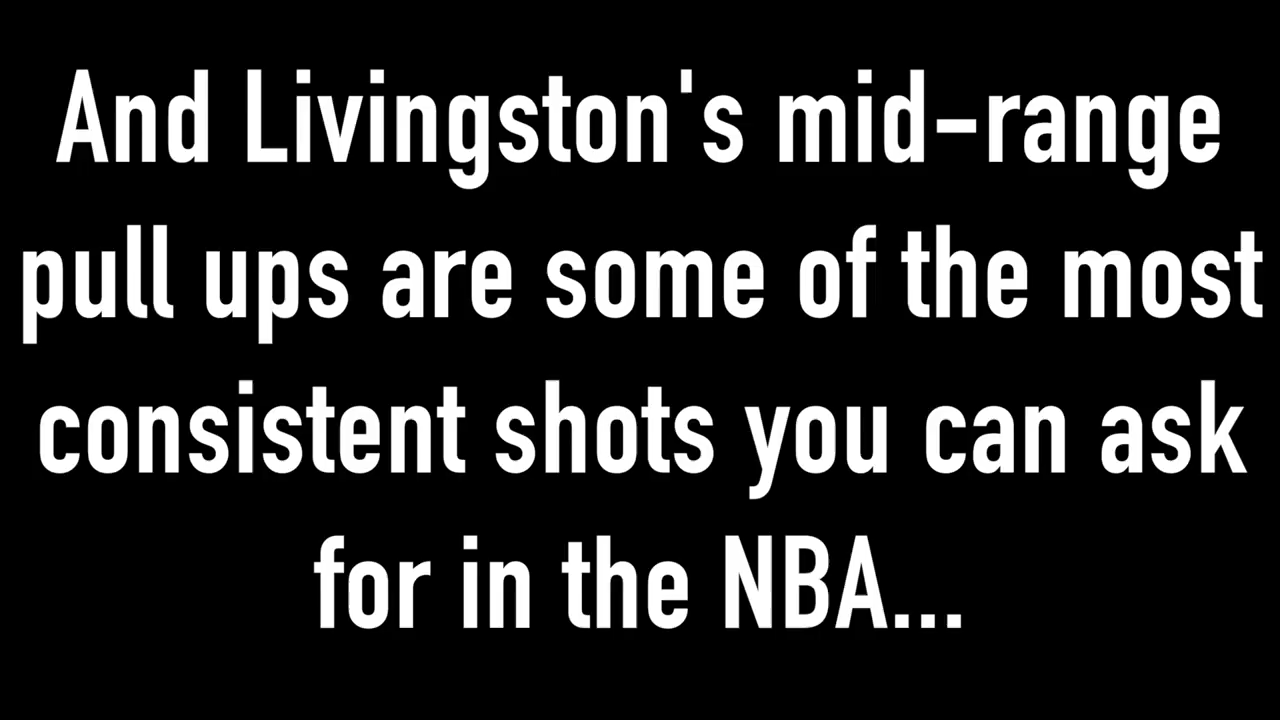 And Livingston's mid-range
pull ups are some of the most
consistent shots you can ask
for in the NBA...